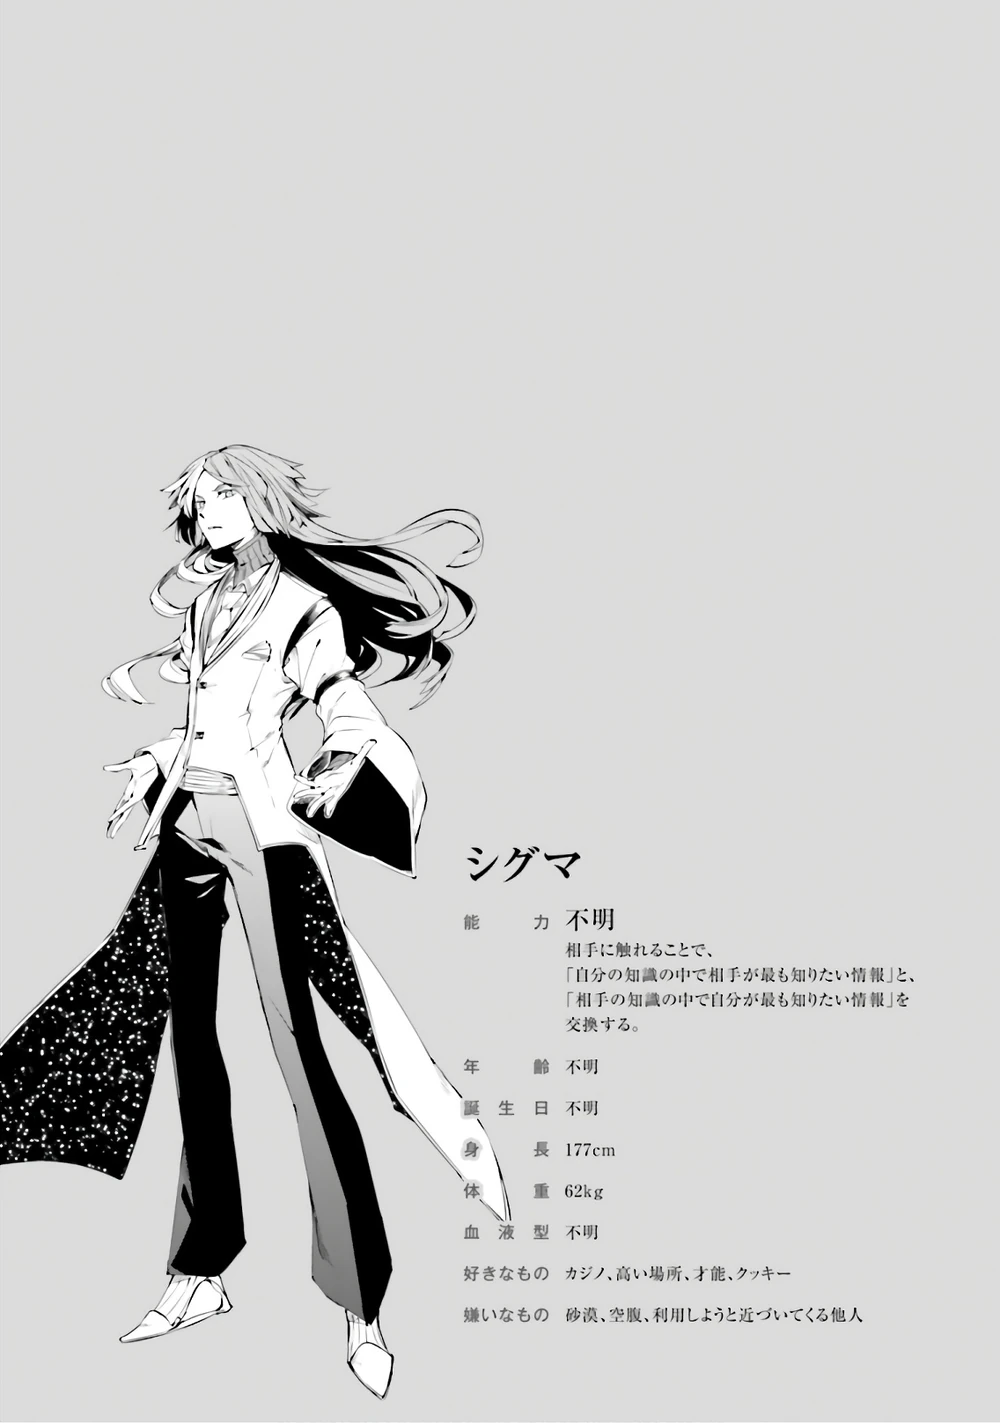 シグマ
能力 不明
相手に触れることで、
「自分の知識の中で相手が最も知りたい情報」と、
「相手の知識の中で自分が最も知りたい情報」を
交換する。
年齢 不明
誕生日 不明
身長 177cm
体重 62kg
血液型 不明
好きなもの カジノ、高い場所、才能、クッキー
嫌いなもの 砂漠、空腹、利用しようと近づいてくる他人